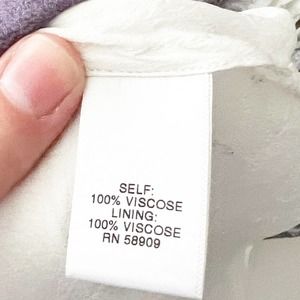 SELF:
100% VISCOSE
LINING:
100% VISCOSE
RN 58909